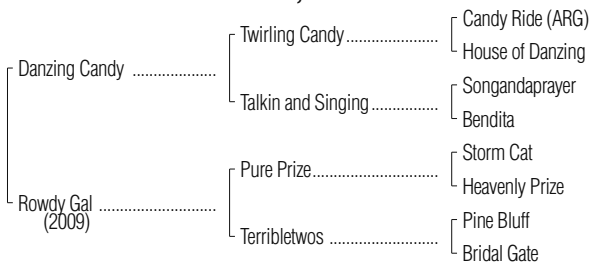 Candy Ride (ARG)
Twirling Candy........................
House of Danzing
Danzing Candy .....................
Songandaprayer
Talkin and Singing.................
Bendita
Storm Cat
Pure Prize................................
Heavenly Prize
Rowdy Gal .............................
(2009)
Pine Bluff
Terribletwos ...........................
Bridal Gate